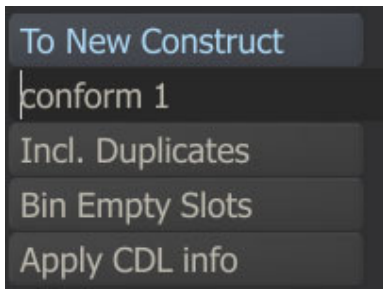 To New Construct
conform 1
Incl. Duplicates
Bin Empty Slots
Apply CDL info